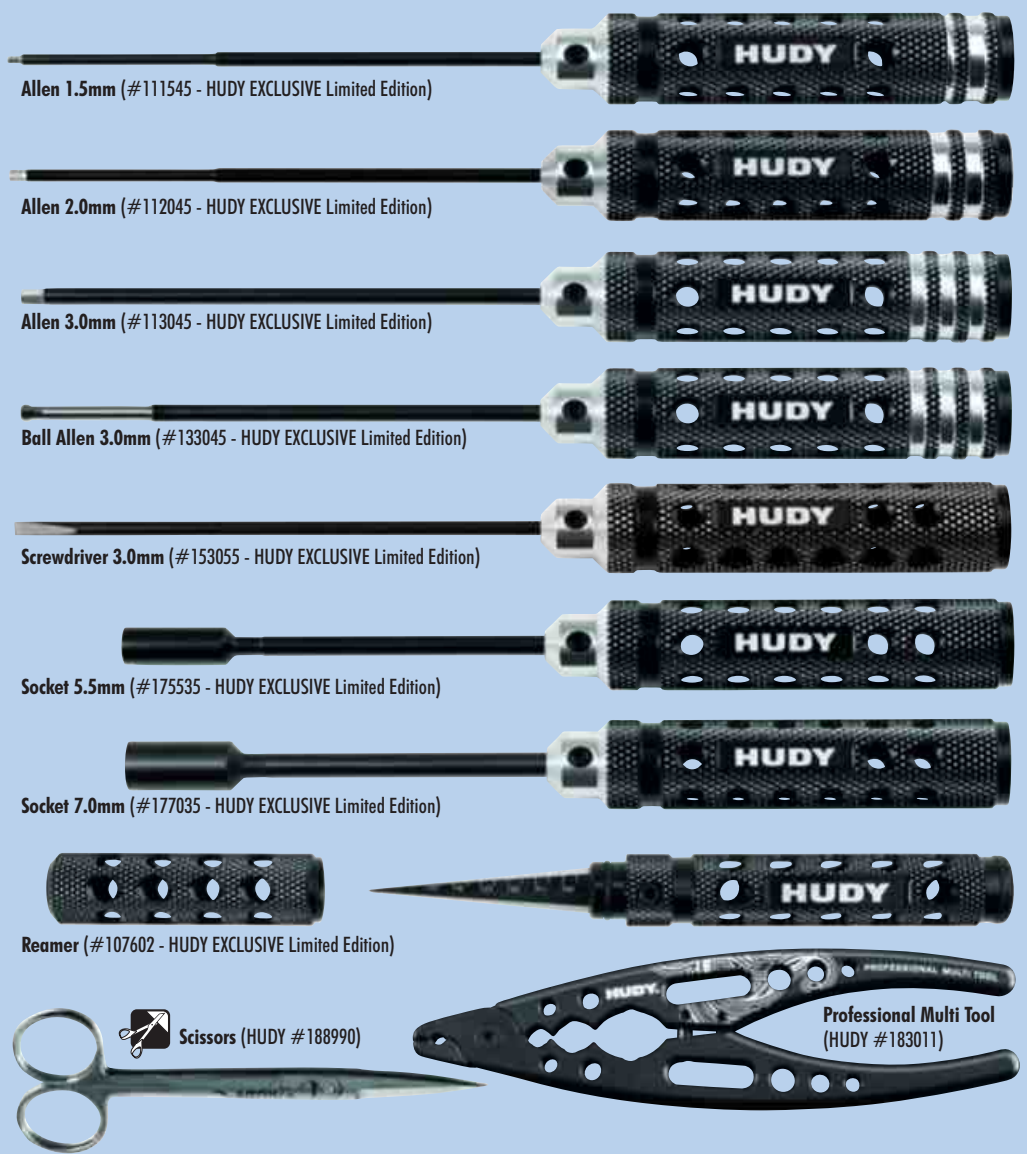 HUDY
Allen 1.5mm (#111545 - HUDY EXCLUSIVE Limited Edition)
HUDY
Allen 2.0mm (#112045 - HUDY EXCLUSIVE Limited Edition)
HUDY
Allen 3.0mm (#113045 - HUDY EXCLUSIVE Limited Edition)
HUDY
Ball Allen 3.0mm (#133045 - HUDY EXCLUSIVE Limited Edition)
HUDY
Screwdriver 3.0mm (#153055 - HUDY EXCLUSIVE Limited Edition)
HUDY
Socket 5.5mm (#175535 - HUDY EXCLUSIVE Limited Edition)
HUDY
Socket 7.0mm (#177035 - HUDY EXCLUSIVE Limited Edition)
HUDY
Reamer (#107602 - HUDY EXCLUSIVE Limited Edition)
HUDY.
PROFESSIONAL MULTI TOOL
Professional Multi Tool
(HUDY #183011)
Scissors (HUDY #188990)